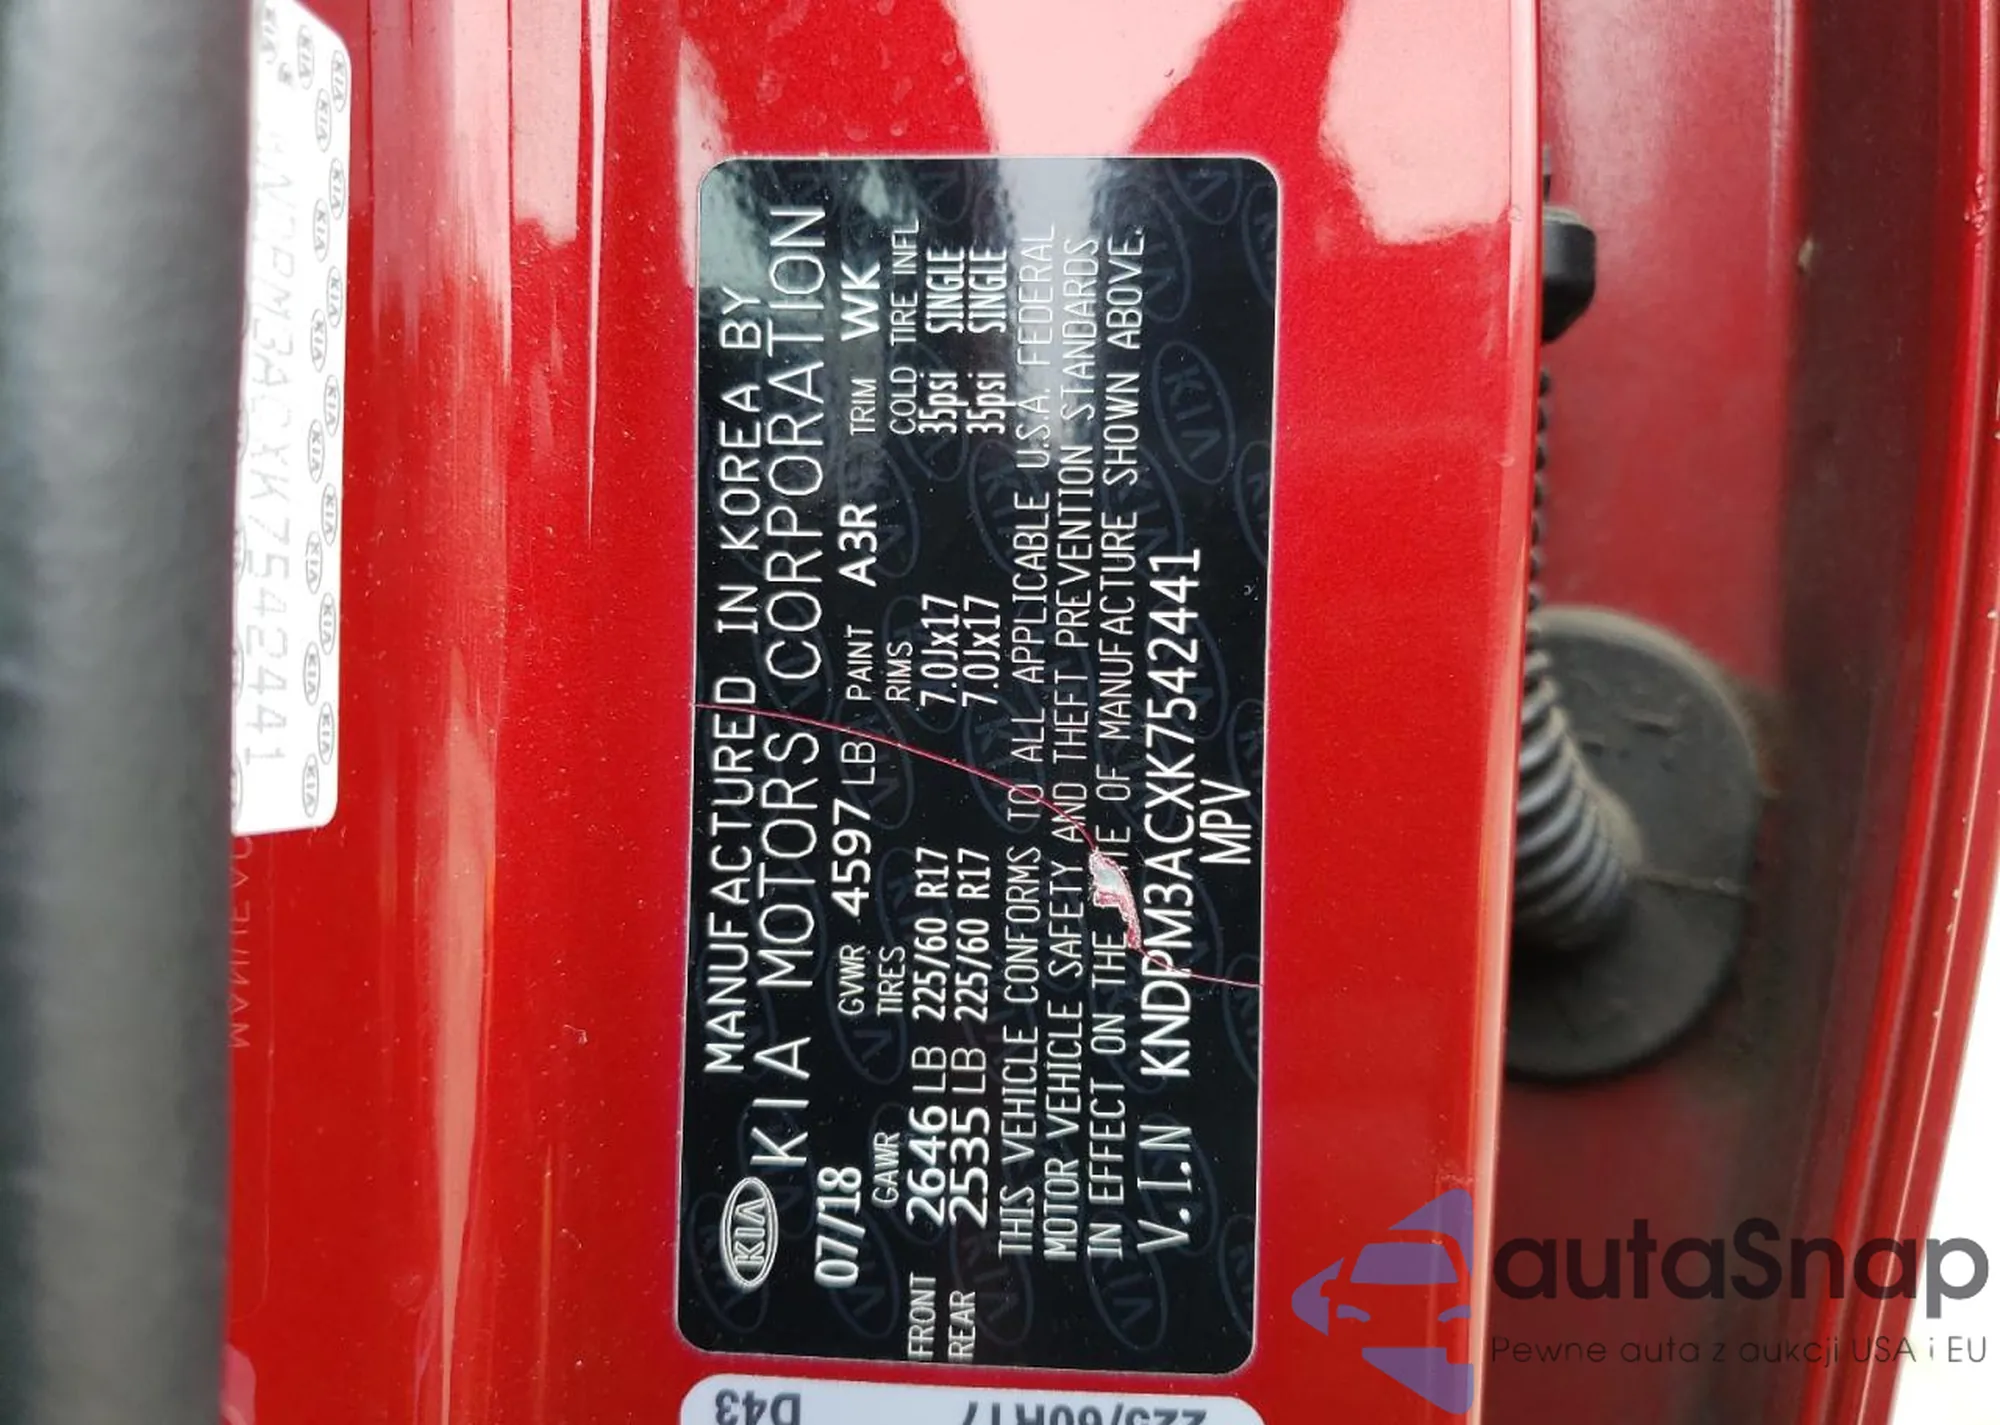 MANUFACTURED IN KOREA BY
KIA KIA MOTORS CORPORATION
07/18 GVWR 4597 LB PAINT A3R TRIM WK
GAWR TIRES RIMS COLD TIRE INFL
FRONT 2646 LB 225/60 R17 7.0Jx17 35psi SINGLE
REAR 2535 LB 225/60 R17 7.0Jx17 35psi SINGLE
THIS VEHICLE CONFORMS TO ALL APPLICABLE U.S.A. FEDERAL
MOTOR VEHICLE SAFETY AND THEFT PREVENTION STANDARDS
IN EFFECT ON THE OF MANUFACTURE SHOWN ABOVE.
V.I.N KNDPM3ACXK7542441
MPV
KNDPM3ACXK7542441
D43
225/60R17
autaSnap
Pewne auta z aukcji USA i EU